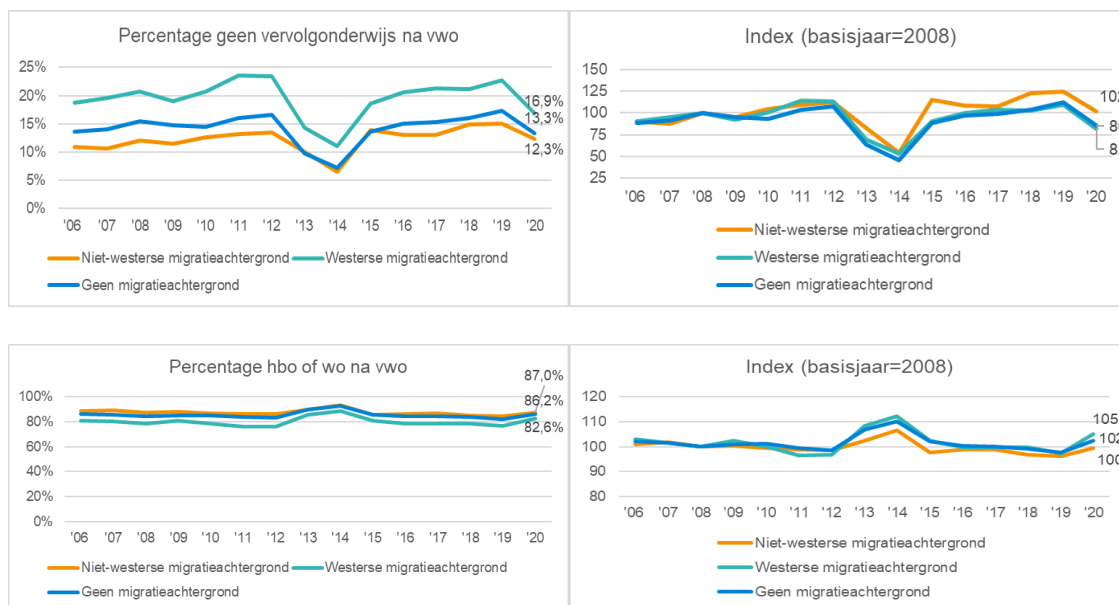 Percentage geen vervolgonderwijs na vwo
25%
20%
15%
10%
5%
0%
16,9%
13,3%
12,3%
'06 '07 '08 '09 '10 '11 '12 '13 '14 '15 '16 '17 '18 '19 '20
Niet-westerse migratieachtergrond Westerse migratieachtergrond
Geen migratieachtergrond
Index (basisjaar=2008)
150
125
100
75
50
25
'06 '07 '08 '09 '10 '11 '12 '13 '14 '15 '16 '17 '18 '19 '20
Niet-westerse migratieachtergrond
Westerse migratieachtergrond
Geen migratieachtergrond
Percentage hbo of wo na vwo
100%
80%
60%
40%
20%
0%
87,0%
86,2%
82,6%
'06 '07 '08 '09 '10 '11 '12 '13 '14 '15 '16 '17 '18 '19 '20
Niet-westerse migratieachtergrond Westerse migratieachtergrond
Geen migratieachtergrond
Index (basisjaar=2008)
120
110
100
90
80
105
102
100
'06 '07 '08 '09 '10 '11 '12 '13 '14 '15 '16 '17 '18 '19 '20
Niet-westerse migratieachtergrond
Westerse migratieachtergrond
Geen migratieachtergrond